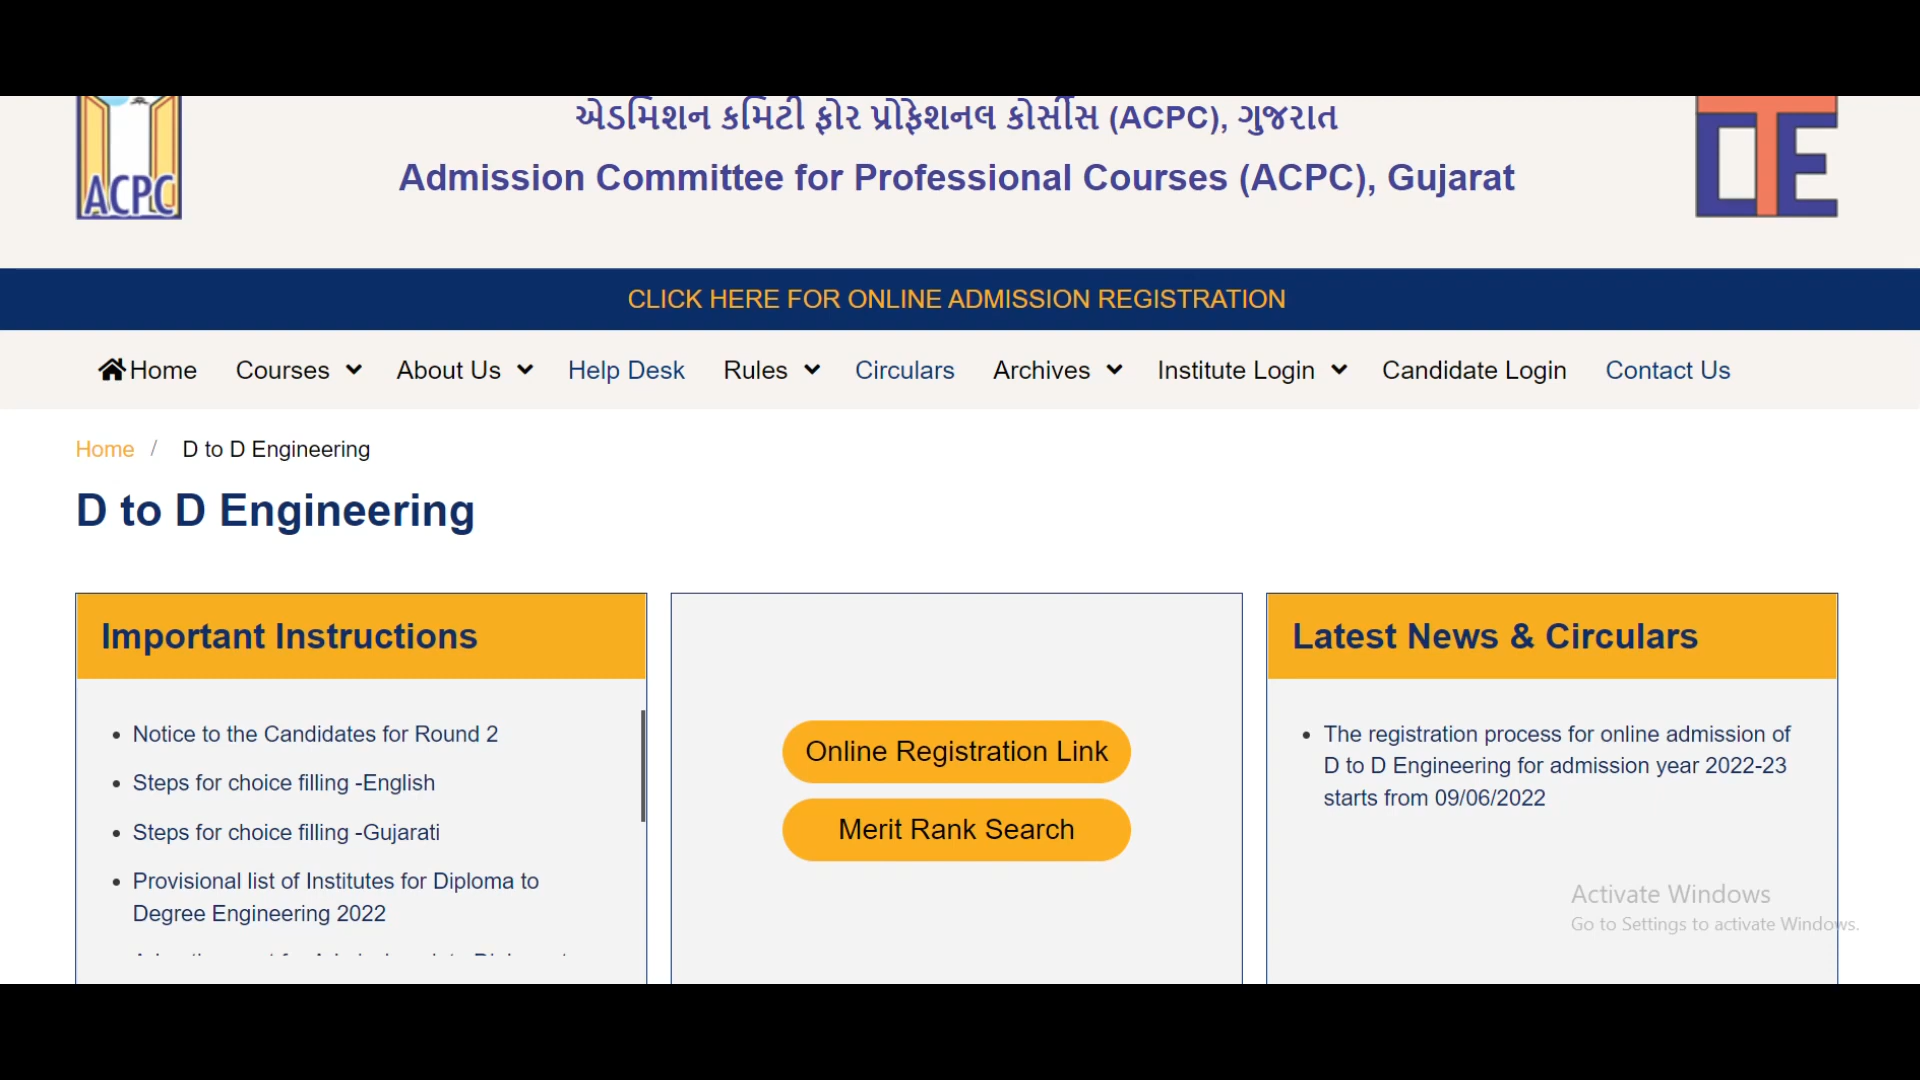 એડમિશન કમિટી ફોર પ્રોફેશનલ કોર્સીસ (ACPC), ગુજરાત
Admission Committee for Professional Courses (ACPC), Gujarat
ACPC
DTE
CLICK HERE FOR ONLINE ADMISSION REGISTRATION
Home Courses About Us Help Desk Rules Circulars Archives Institute Login Candidate Login Contact Us
Home / D to D Engineering
D to D Engineering
Important Instructions
Notice to the Candidates for Round 2
Steps for choice filling -English
Steps for choice filling -Gujarati
Provisional list of Institutes for Diploma to
Degree Engineering 2022
Online Registration Link
Merit Rank Search
Latest News & Circulars
The registration process for online admission of
D to D Engineering for admission year 2022-23
starts from 09/06/2022
Activate Windows
Go to Settings to activate Windows.